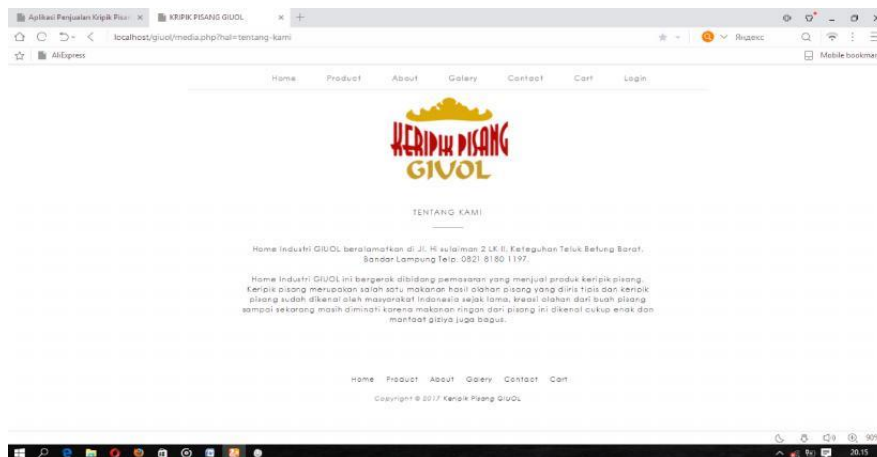 Aplikasi Penjualan Kripik Pisan
KRIPIK PISANG GIUOL
localhost/giuol/media.php?hal=tentang-kami
Яндекс
AliExpress
Mobile bookmar
Home Product About Galery Contact Cart Login
KERIPIK PISANG
GIUOL
TENTANG KAMI
Home Industri GIUOL beralamatkan di Jl. Hi sulaiman 2 LK II, Keteguhan Teluk Betung Barat,
Bandar Lampung Telp. 0821 8180 1197.
Home Industri GIUOL ini bergerak dibidang pemasaran yang menjual produk keripik pisang.
Keripik pisang merupakan salah satu makanan hasil olahan pisang yang diiris tipis dan keripik
pisang sudah dikenal oleh masyarakat Indonesia sejak lama, kreasi olahan dari buah pisang
sampai sekarang masih diminati karena makanan ringan dari pisang ini dikenal cukup enak dan
manfaat giziya juga bagus.
Home Product About Galery Contact Cart
Copyright © 2017 Keripik Pisang GIUOL
90%
20.15